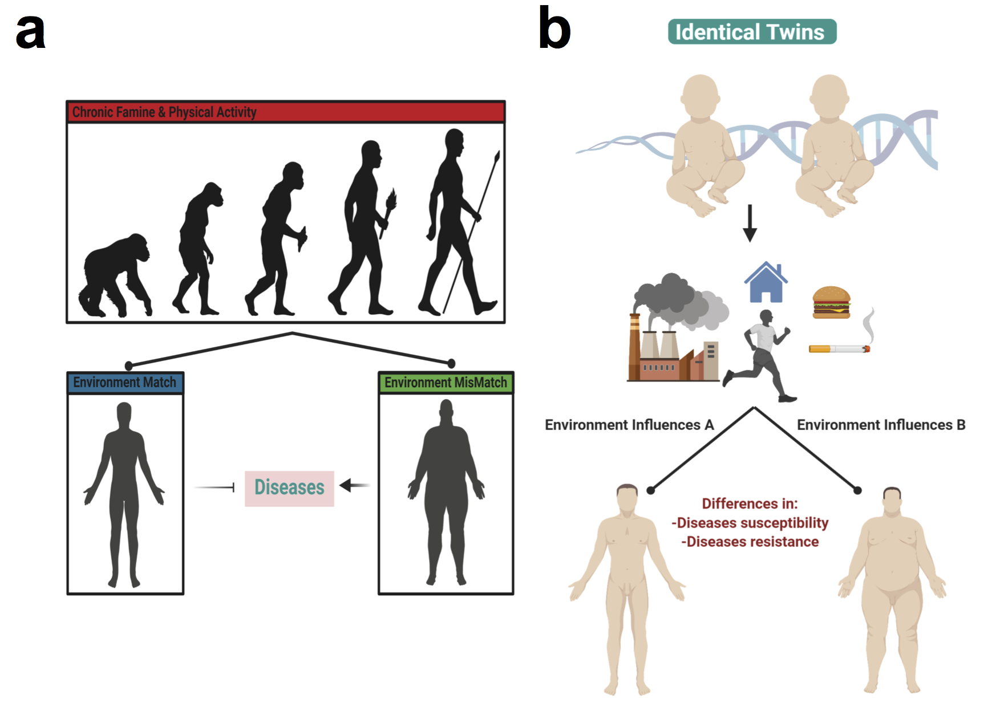 a
Chronic Famine & Physical Activity
Environment Match
Environment MisMatch
Diseases
b
Identical Twins
Environment Influences A
Environment Influences B
Differences in:
-Diseases susceptibility
-Diseases resistance